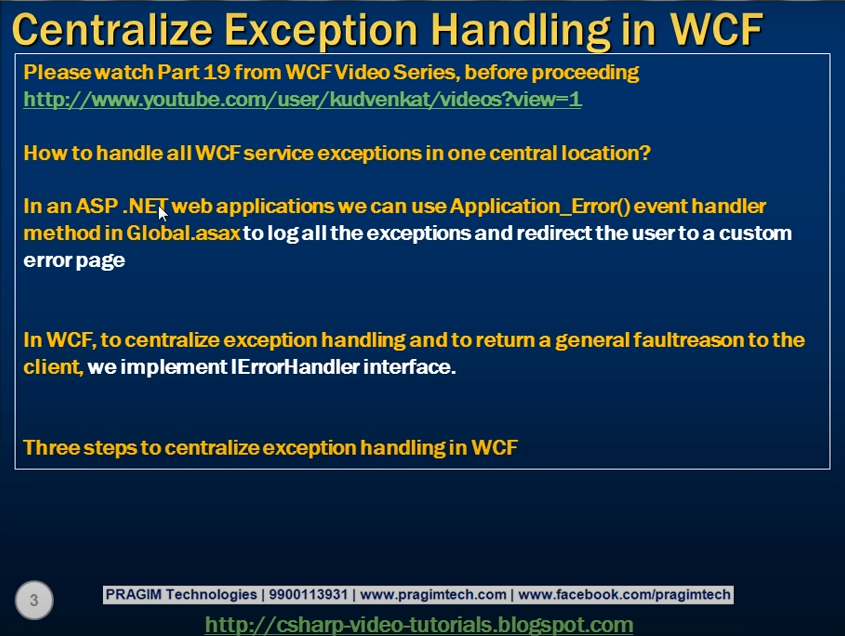 Centralize Exception Handling in WCF
Please watch Part 19 from WCF Video Series, before proceeding
http://www.youtube.com/user/kudvenkat/videos?view=1
How to handle all WCF service exceptions in one central location?
In an ASP .NET web applications we can use Application_Error() event handler
method in Global.asax to log all the exceptions and redirect the user to a custom
error page
In WCF, to centralize exception handling and to return a general faultreason to the
client, we implement IErrorHandler interface.
Three steps to centralize exception handling in WCF
3
PRAGIM Technologies | 9900113931 | www.pragimtech.com | www.facebook.com/pragimtech
http://csharp-video-tutorials.blogspot.com